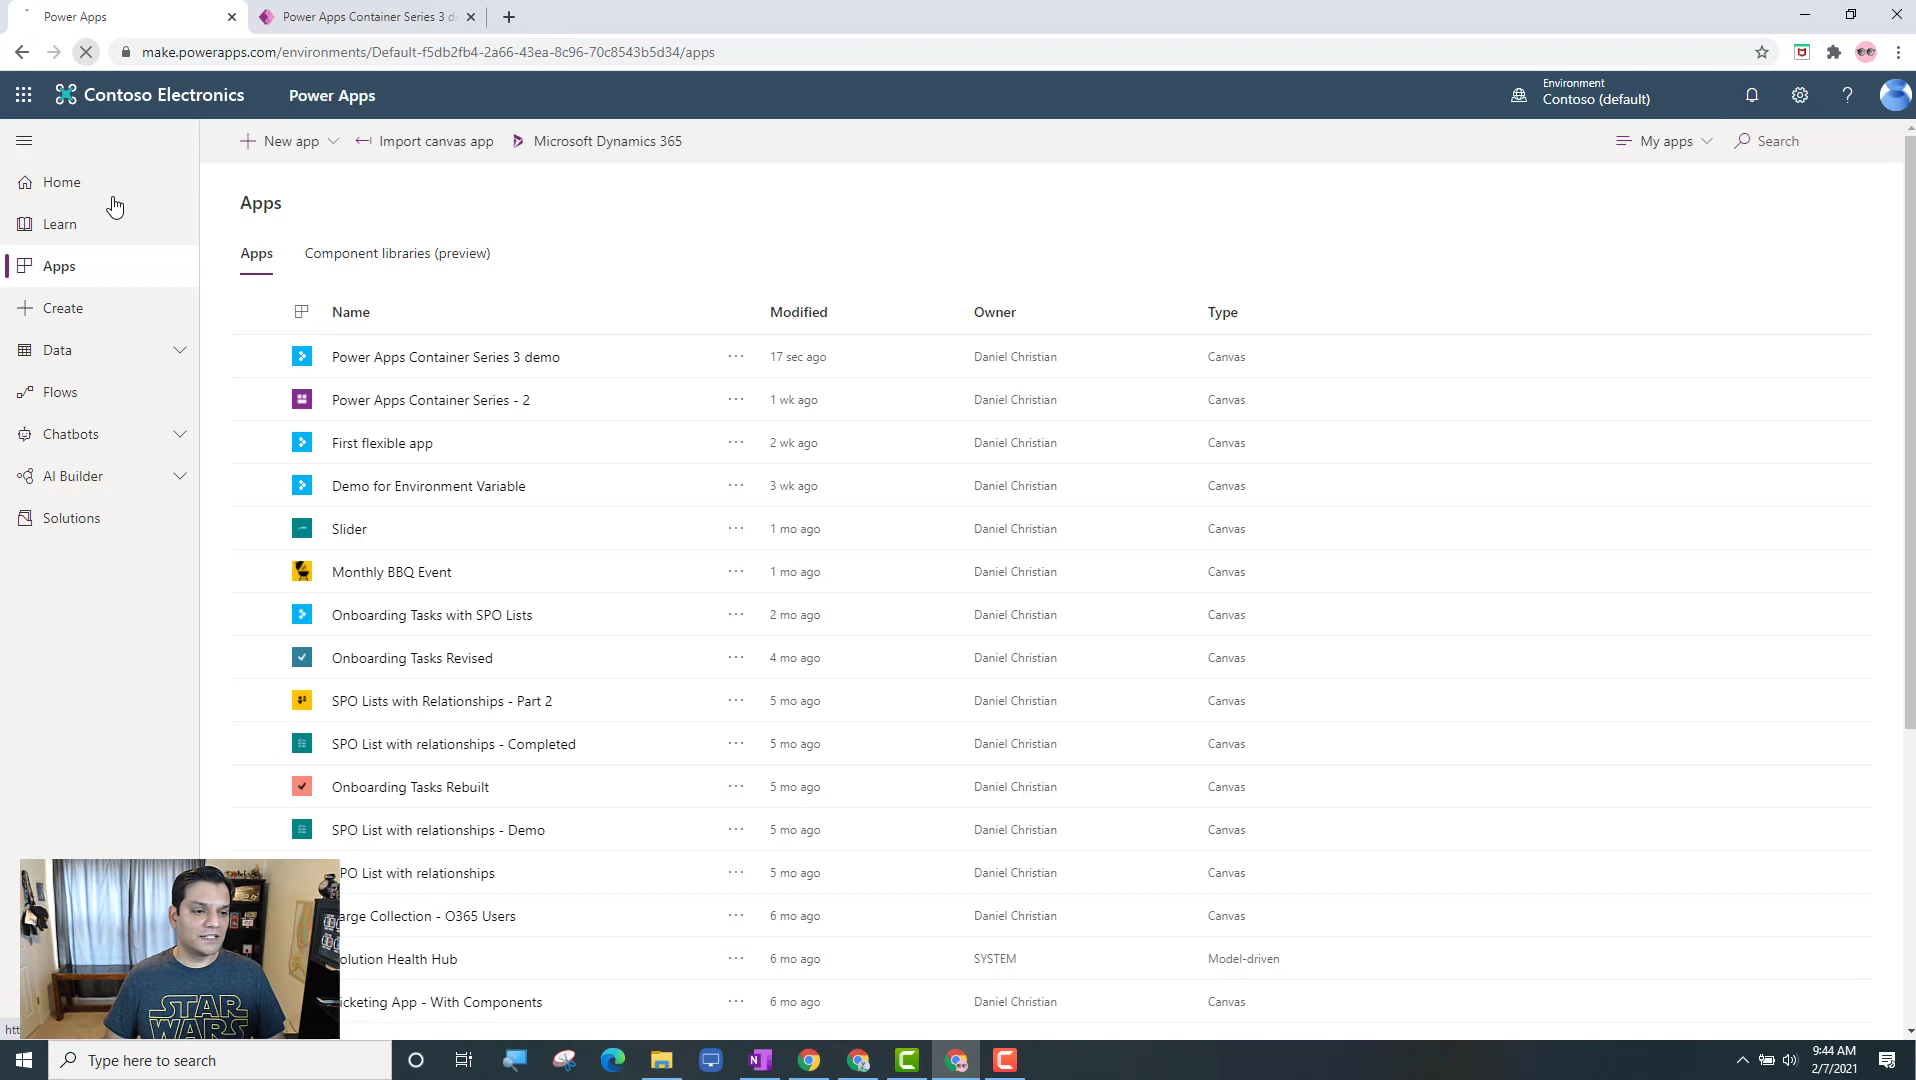 Power Apps
Power Apps Container Series 3 d
make.powerapps.com/environments/Default-f5db2fb4-2a66-43ea-8c96-70c8543b5d34/apps
Contoso Electronics
Power Apps
Environment
Contoso (default)
New app
Import canvas app
Microsoft Dynamics 365
My apps
Search
Home
Learn
Apps
Create
Data
Flows
Chatbots
AI Builder
Solutions
Apps
Apps Component libraries (preview)
Name Modified Owner Type
Power Apps Container Series 3 demo ... 17 sec ago Daniel Christian Canvas
Power Apps Container Series - 2 ... 1 wk ago Daniel Christian Canvas
First flexible app ... 2 wk ago Daniel Christian Canvas
Demo for Environment Variable ... 3 wk ago Daniel Christian Canvas
Slider ... 1 mo ago Daniel Christian Canvas
Monthly BBQ Event ... 1 mo ago Daniel Christian Canvas
Onboarding Tasks with SPO Lists ... 2 mo ago Daniel Christian Canvas
Onboarding Tasks Revised ... 4 mo ago Daniel Christian Canvas
SPO Lists with Relationships - Part 2 ... 5 mo ago Daniel Christian Canvas
SPO List with relationships - Completed ... 5 mo ago Daniel Christian Canvas
Onboarding Tasks Rebuilt ... 5 mo ago Daniel Christian Canvas
SPO List with relationships - Demo ... 5 mo ago Daniel Christian Canvas
PO List with relationships ... 5 mo ago Daniel Christian Canvas
arge Collection - O365 Users ... 6 mo ago Daniel Christian Canvas
olution Health Hub ... 6 mo ago SYSTEM Model-driven
icketing App - With Components ... 6 mo ago Daniel Christian Canvas
STAR
WARS
htt
Type here to search
9:44 AM
2/7/2021